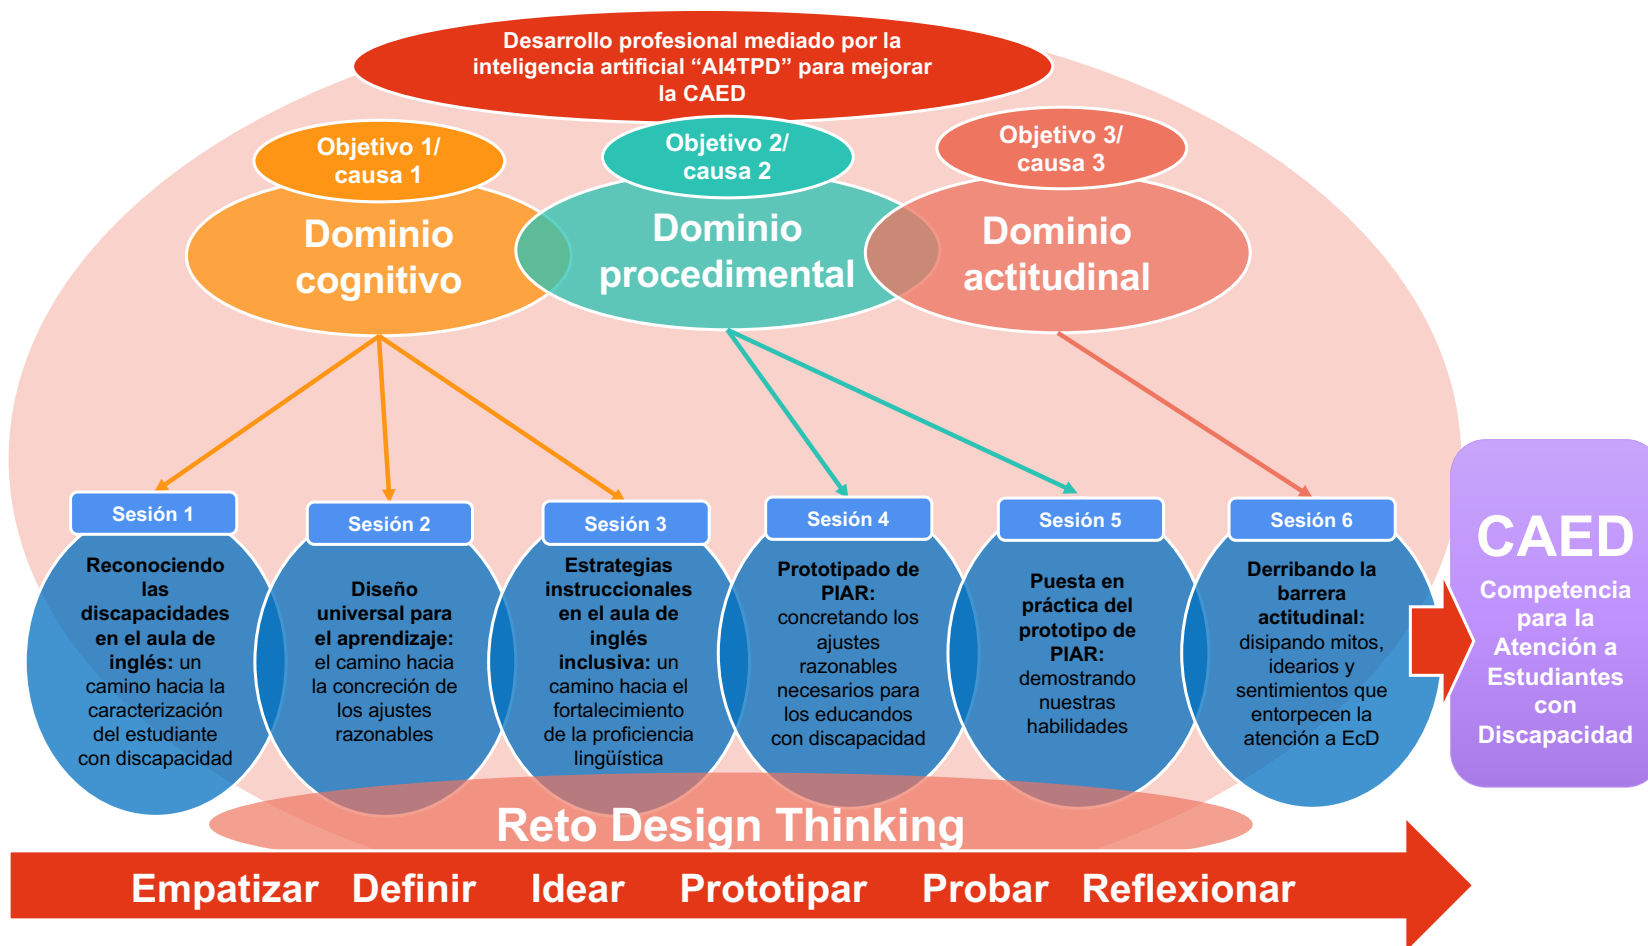 Desarrollo profesional mediado por la
inteligencia artificial “AI4TPD” para mejorar
la CAED
Objetivo 1/
causa 1
Objetivo 2/
causa 2
Objetivo 3/
causa 3
Dominio
cognitivo
Dominio
procedimental
Dominio
actitudinal
Sesión 1
Reconociendo
las
discapacidades
en el aula de
inglés: un
camino hacia la
caracterización
del estudiante
con discapacidad
Sesión 2
Diseño
universal para
el aprendizaje:
el camino hacia
la concreción de
los ajustes
razonables
Sesión 3
Estrategias
instruccionales
en el aula de
inglés
inclusiva: un
camino hacia el
fortalecimiento
de la proficiencia
lingüística
Sesión 4
Prototipado de
PIAR:
concretando los
ajustes
razonables
necesarios para
los educandos
con discapacidad
Sesión 5
Puesta en
práctica del
prototipo de
PIAR:
demostrando
nuestras
habilidades
Sesión 6
Derribando la
barrera
actitudinal:
disipando mitos,
idearios y
sentimientos que
entorpecen la
atención a EcD
CAED
Competencia
para la
Atención a
Estudiantes
con
Discapacidad
Reto Design Thinking
Empatizar Definir Idear Prototipar Probar Reflexionar